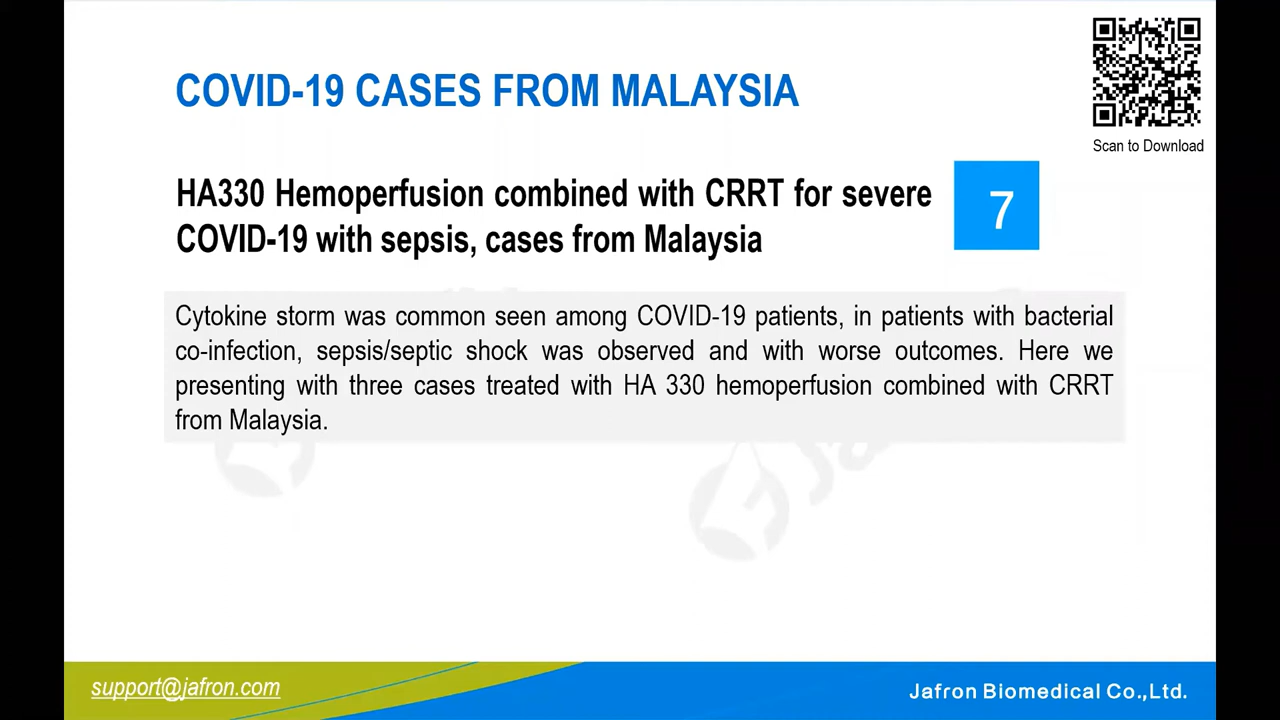 COVID-19 CASES FROM MALAYSIA
Scan to Download
HA330 Hemoperfusion combined with CRRT for severe
COVID-19 with sepsis, cases from Malaysia
7
Cytokine storm was common seen among COVID-19 patients, in patients with bacterial
co-infection, sepsis/septic shock was observed and with worse outcomes. Here we
presenting with three cases treated with HA 330 hemoperfusion combined with CRRT
from Malaysia.
support@jafron.com
Jafron Biomedical Co.,Ltd.